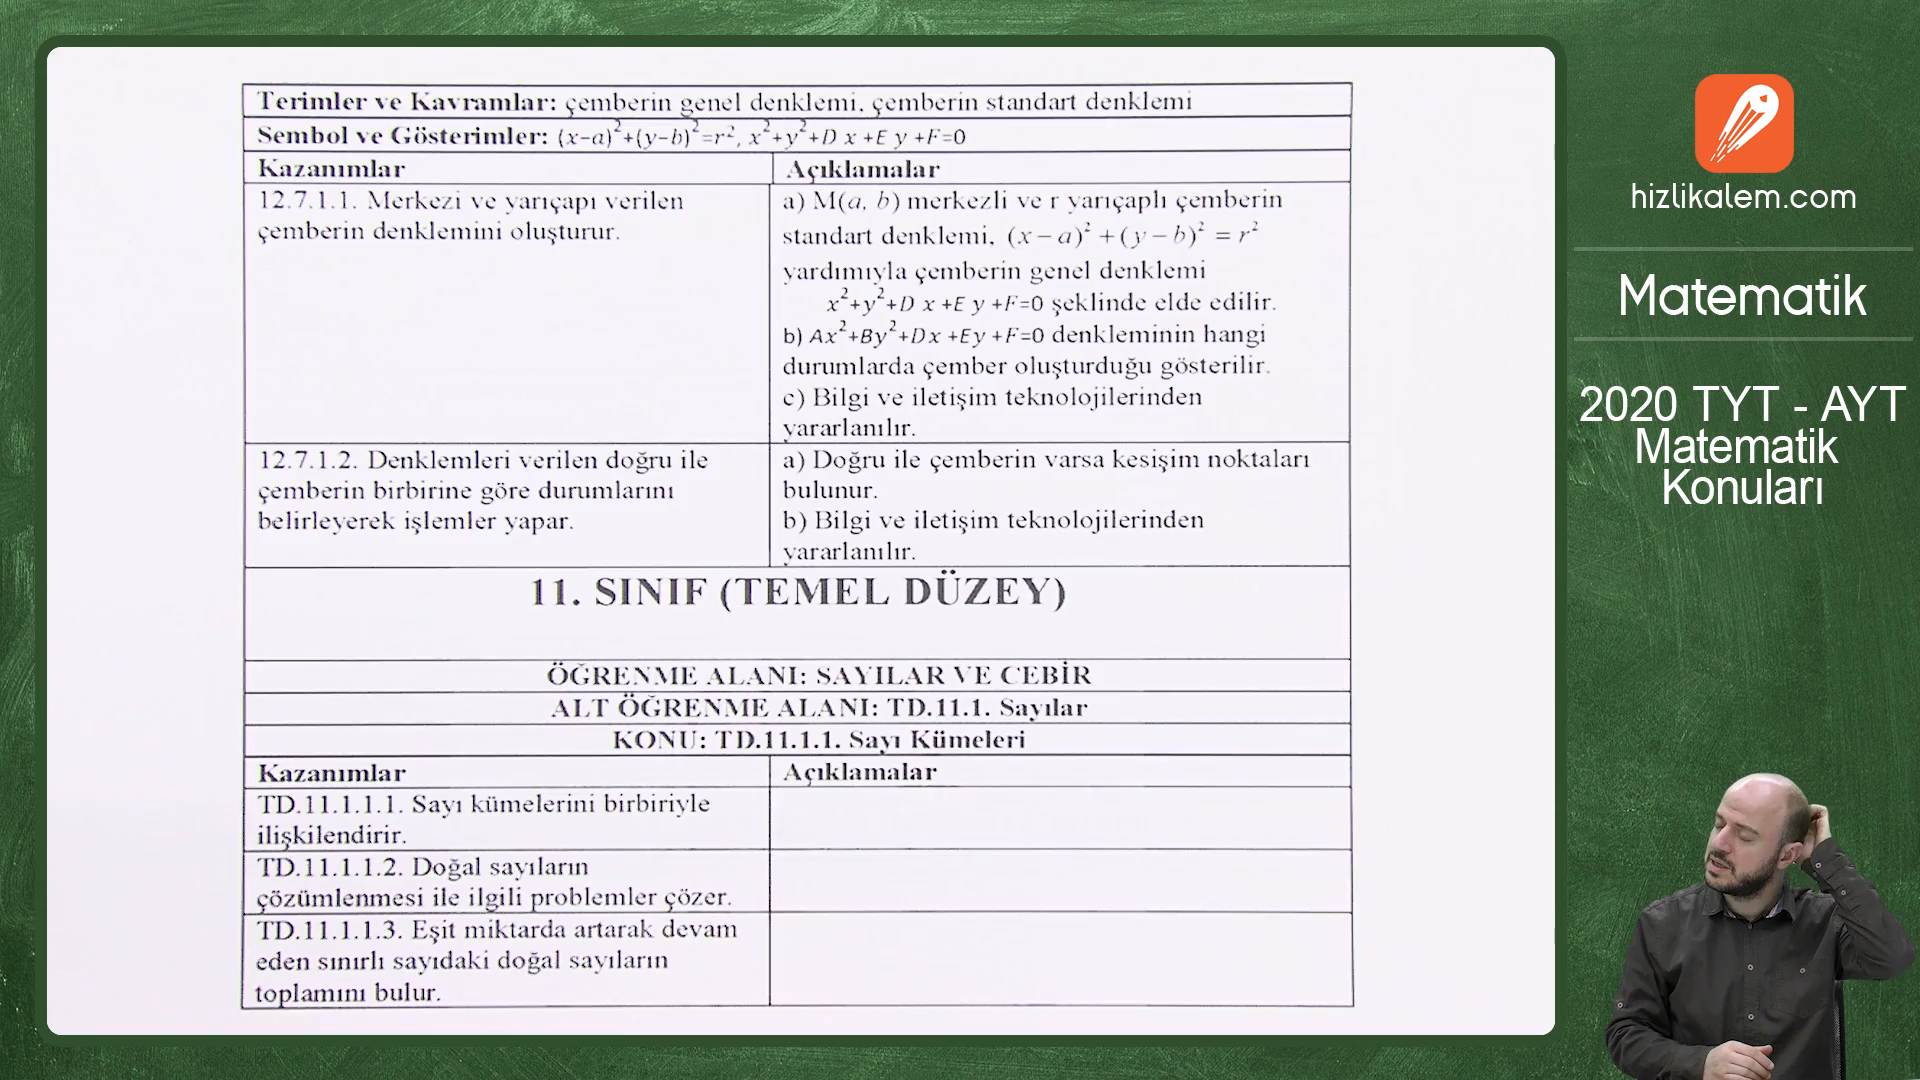 Terimler ve Kavramlar: çemberin genel denklemi, çemberin standart denklemi
Sembol ve Gösterimler: (x−a)²+(y−b)²=r², x²+y²+D x +E y +F=0
Kazanımlar
Açıklamalar
12.7.1.1. Merkezi ve yarıçapı verilen
çemberin denklemini oluşturur.
a) M(a, b) merkezli ve r yarıçaplı çemberin
standart denklemi, (x − a)² + (y − b)² = r²
yardımıyla çemberin genel denklemi
x²+y²+D x +E y +F=0 şeklinde elde edilir.
b) Ax²+By²+Dx +Ey +F=0 denkleminin hangi
durumlarda çember oluşturduğu gösterilir.
c) Bilgi ve iletişim teknolojilerinden
yararlanılır.
12.7.1.2. Denklemleri verilen doğru ile
çemberin birbirine göre durumlarını
belirleyerek işlemler yapar.
a) Doğru ile çemberin varsa kesişim noktaları
bulunur.
b) Bilgi ve iletişim teknolojilerinden
yararlanılır.
11. SINIF (TEMEL DÜZEY)
ÖĞRENME ALANI: SAYILAR VE CEBİR
ALT ÖĞRENME ALANI: TD.11.1. Sayılar
KONU: TD.11.1.1. Sayı Kümeleri
Kazanımlar
Açıklamalar
TD.11.1.1.1. Sayı kümelerini birbiriyle
ilişkilendirir.
TD.11.1.1.2. Doğal sayıların
çözümlenmesi ile ilgili problemler çözer.
TD.11.1.1.3. Eşit miktarda artarak devam
eden sınırlı sayıdaki doğal sayıların
toplamını bulur.
hizlikalem.com
Matematik
2020 TYT - AYT
Matematik
Konuları